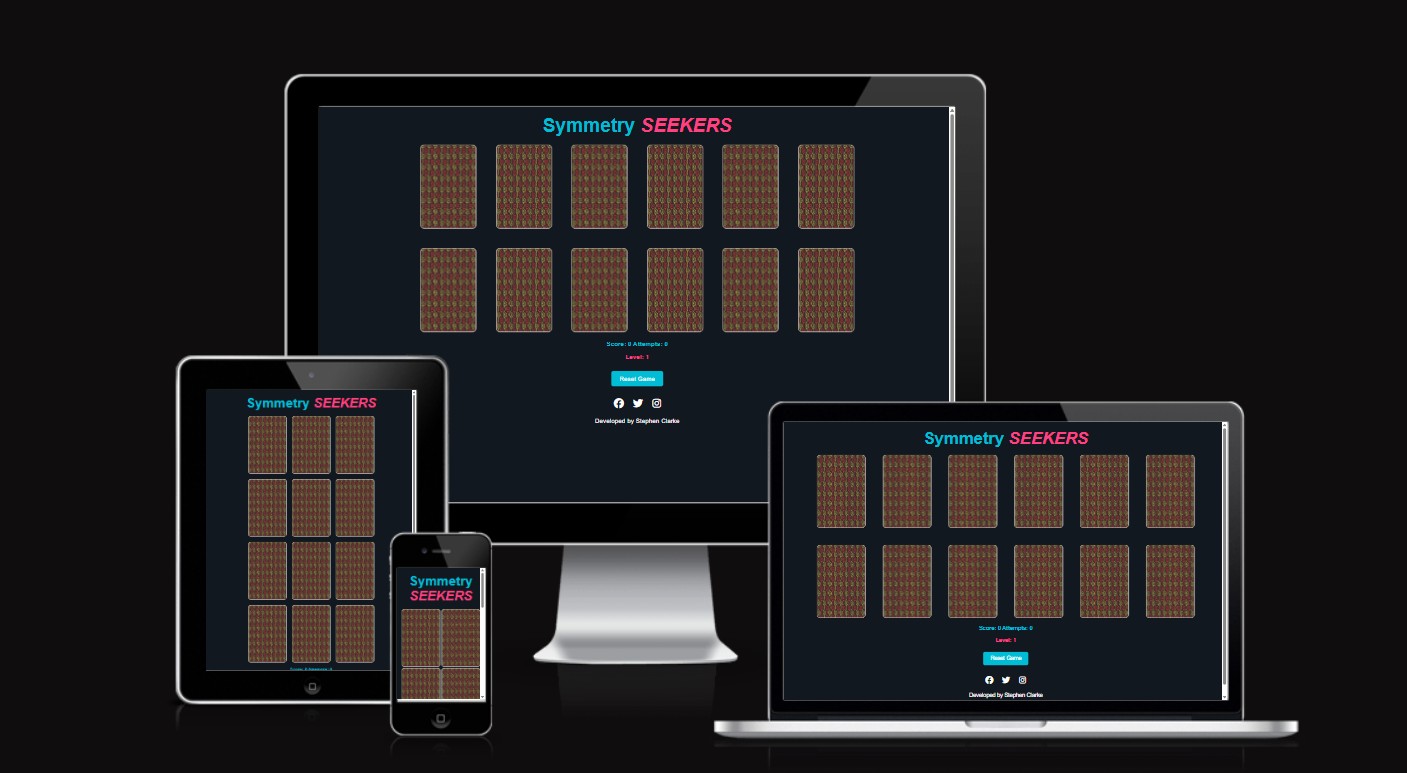 Symmetry SEEKERS
Score: 0 Attempts: 0
Level: 1
Reset Game
Developed by Stephen Clarke
Symmetry SEEKERS
Score: 0 Attempts: 0
Symmetry
SEEKERS
Symmetry SEEKERS
Score: 0 Attempts: 0
Level: 1
Reset Game
Developed by Stephen Clarke